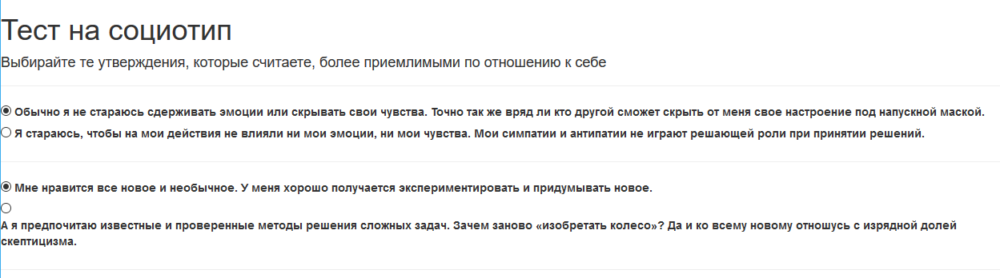 Тест на социотип
Выбирайте те утверждения, которые считаете, более приемлимыми по отношению к себе
Обычно я не стараюсь сдерживать эмоции или скрывать свои чувства. Точно так же вряд ли кто другой сможет скрыть от меня свое настроение под напускной маской.
Я стараюсь, чтобы на мои действия не влияли ни мои эмоции, ни мои чувства. Мои симпатии и антипатии не играют решающей роли при принятии решений.
Мне нравится все новое и необычное. У меня хорошо получается экспериментировать и придумывать новое.
А я предпочитаю известные и проверенные методы решения сложных задач. Зачем заново «изобретать колесо»? Да и ко всему новому отношусь с изрядной долей
скептицизма.